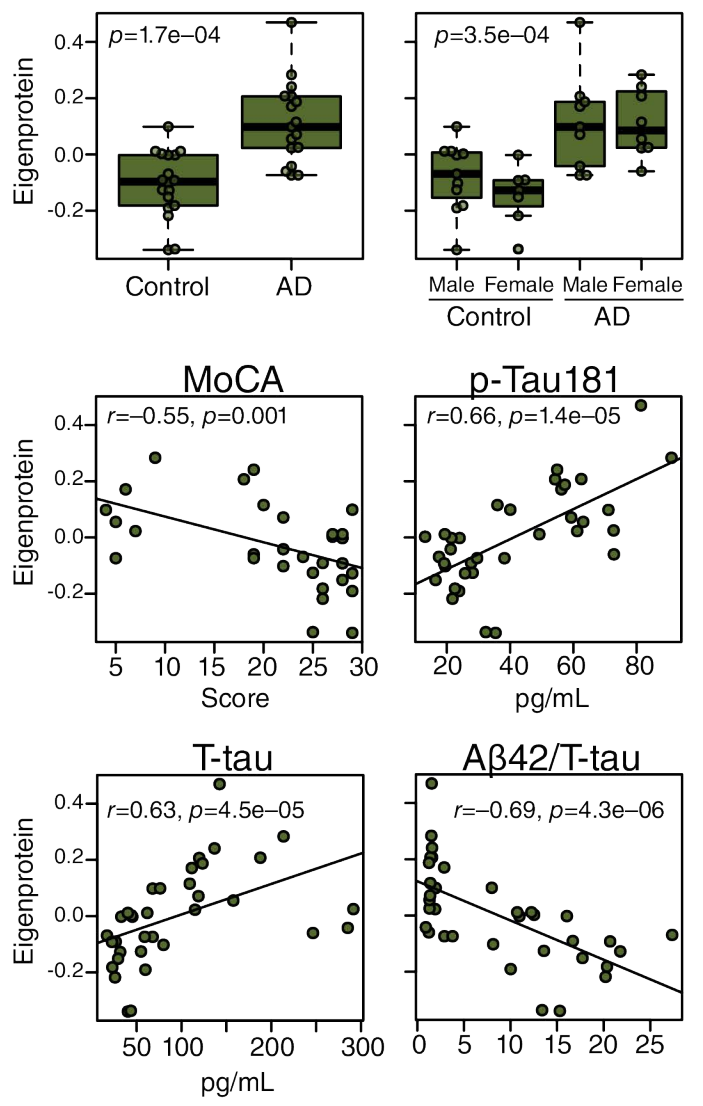 p=1.7e–04
p=3.5e–04
Eigenprotein
0.4
0.2
0.0
-0.2
Control
AD
Male
Female
Male
Female
Control
AD
MoCA
p-Tau181
r=–0.55, p=0.001
r=0.66, p=1.4e–05
Eigenprotein
0.4
0.2
0.0
-0.2
5
10
15
20
25
30
Score
20
40
60
80
pg/mL
T-tau
Aβ42/T-tau
r=0.63, p=4.5e–05
r=–0.69, p=4.3e–06
Eigenprotein
0.4
0.2
0.0
-0.2
50
100
200
300
pg/mL
0
5
10
15
20
25